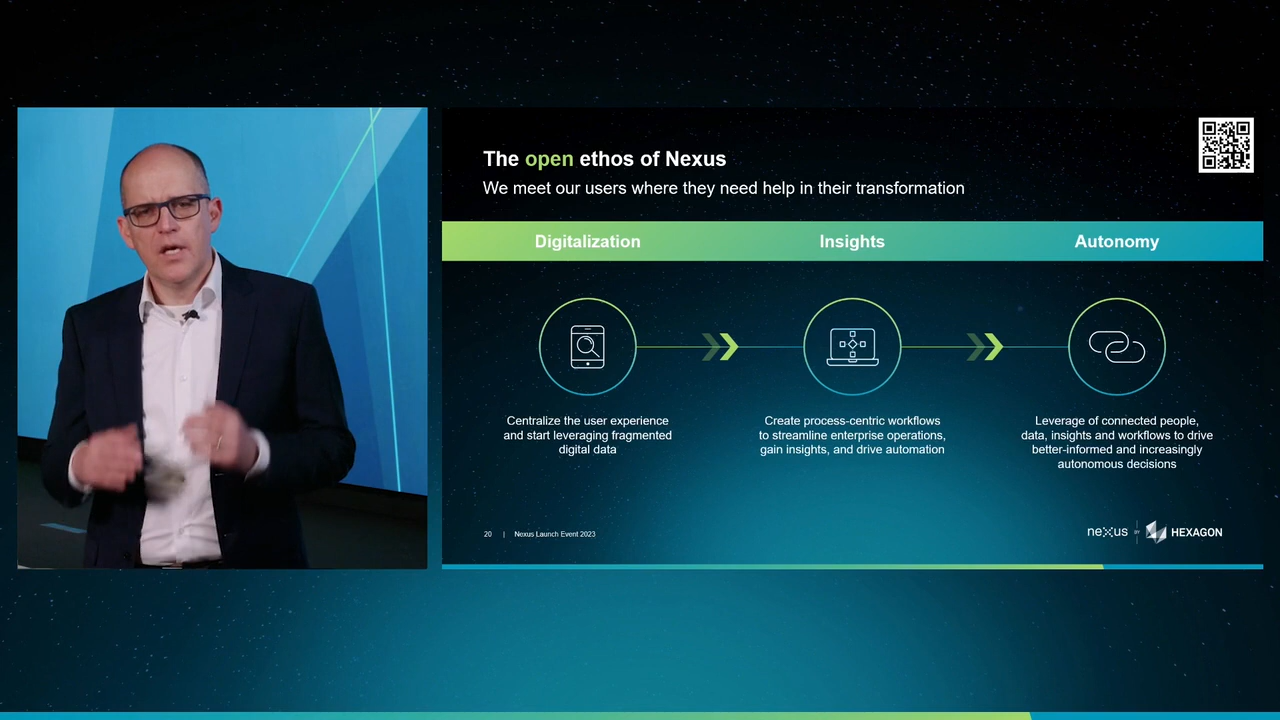 The open ethos of Nexus
We meet our users where they need help in their transformation
Digitalization
Insights
Autonomy
Centralize the user experience
and start leveraging fragmented
digital data
Create process-centric workflows
to streamline enterprise operations,
gain insights, and drive automation
Leverage of connected people,
data, insights and workflows to drive
better-informed and increasingly
autonomous decisions
20 | Nexus Launch Event 2023
nexus BY HEXAGON